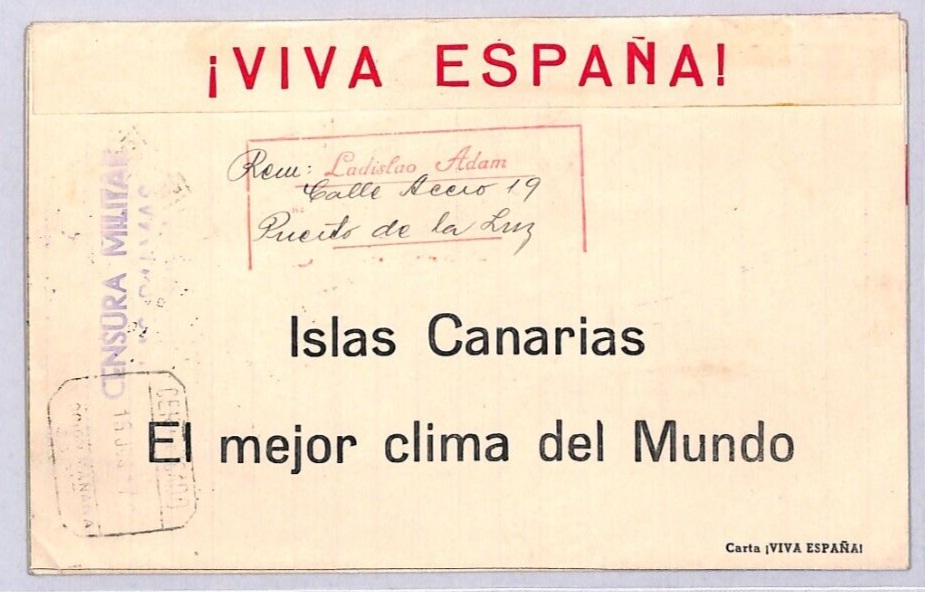 ¡VIVA ESPAÑA!
Rem: Ladislao Adam
Calle Acero 19
Puerto de la Luz
CENSURA MILITAR
Islas Canarias
El mejor clima del Mundo
Carta ¡VIVA ESPAÑA!